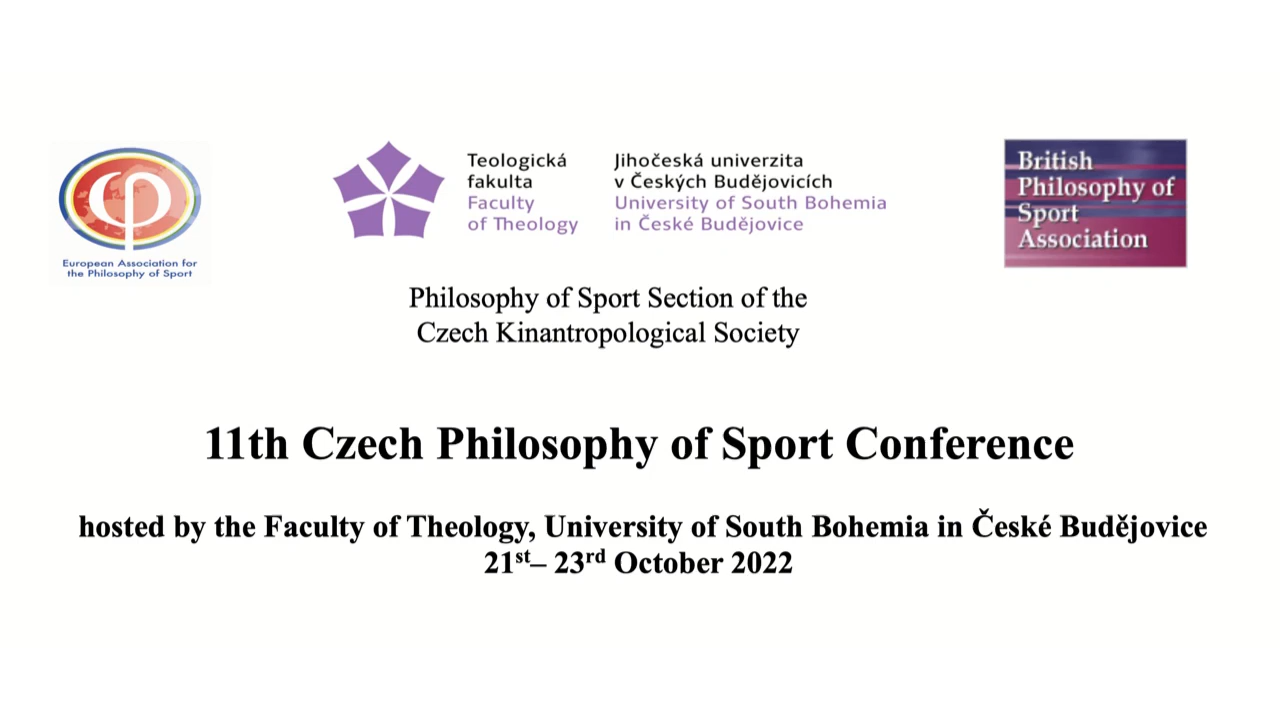 European Association for
the Philosophy of Sport
Teologická
fakulta
Faculty
of Theology
Jihočeská univerzita
v Českých Budějovicích
University of South Bohemia
in České Budějovice
British
Philosophy of
Sport
Association
Philosophy of Sport Section of the
Czech Kinantropological Society
11th Czech Philosophy of Sport Conference
hosted by the Faculty of Theology, University of South Bohemia in České Budějovice
21st– 23rd October 2022